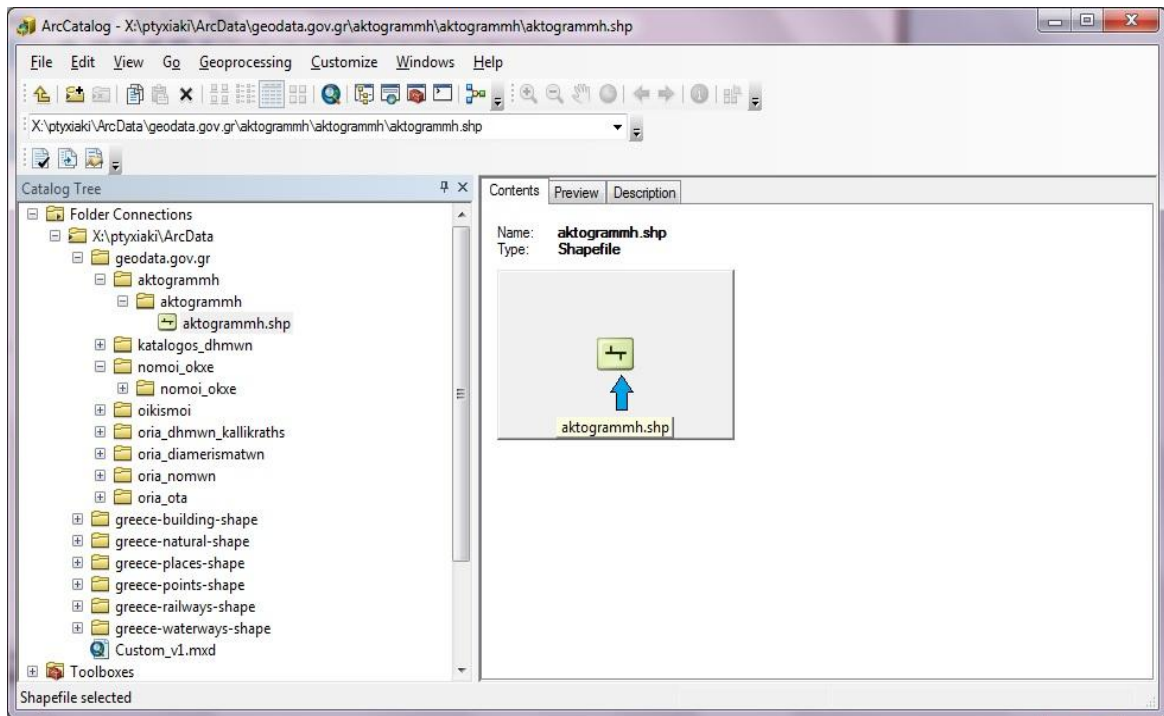 ArcCatalog - X:\ptyxiaki\ArcData\geodata.gov.gr\aktogrammh\aktogrammh\aktogrammh.shp
File Edit View Go Geoprocessing Customize Windows Help
X:\ptyxiaki\ArcData\geodata.gov.gr\aktogrammh\aktogrammh\aktogrammh.shp
Catalog Tree
Folder Connections
X:\ptyxiaki\ArcData
geodata.gov.gr
aktogrammh
aktogrammh
aktogrammh.shp
katalogos_dhmwn
nomoi_okxe
nomoi_okxe
oikismoi
oria_dhmwn_kallikraths
oria_diamerismatwn
oria_nomwn
oria_ota
greece-building-shape
greece-natural-shape
greece-places-shape
greece-points-shape
greece-railways-shape
greece-waterways-shape
Custom_v1.mxd
Toolboxes
Contents Preview Description
Name: aktogrammh.shp
Type: Shapefile
aktogrammh.shp
Shapefile selected